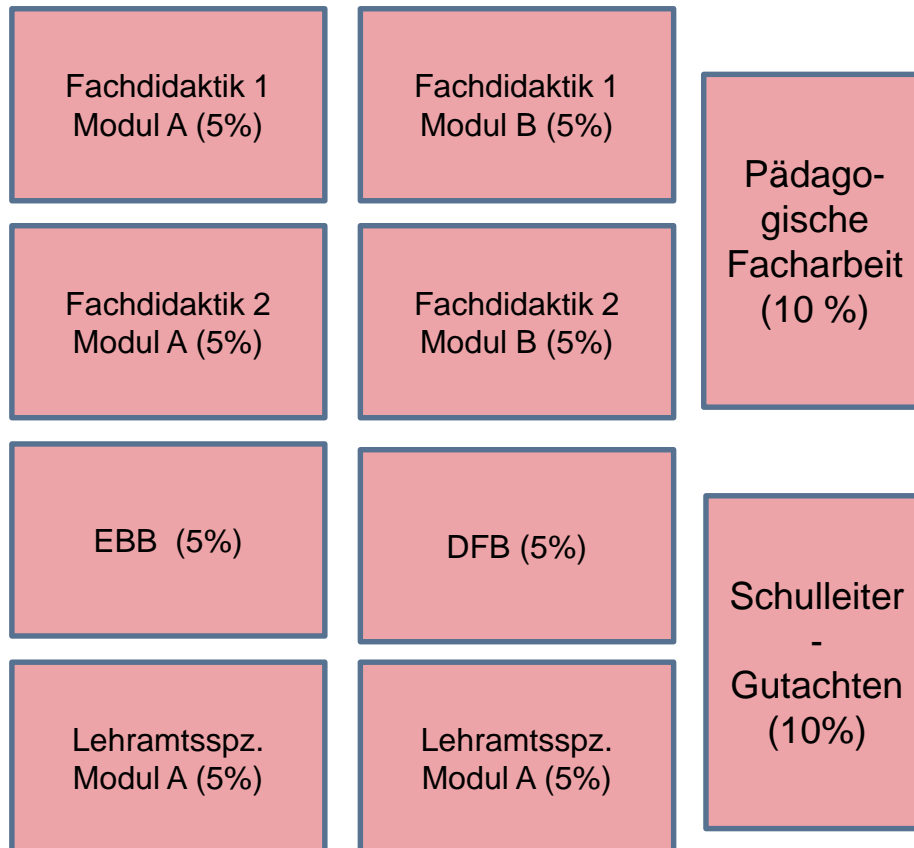 Fachdidaktik 1
Modul A (5%)
Fachdidaktik 1
Modul B (5%)
Pädago-
gische
Facharbeit
(10 %)
Fachdidaktik 2
Modul A (5%)
Fachdidaktik 2
Modul B (5%)
EBB  (5%)
DFB (5%)
Schulleiter
-
Gutachten
(10%)
Lehramtsspz.
Modul A (5%)
Lehramtsspz.
Modul A (5%)